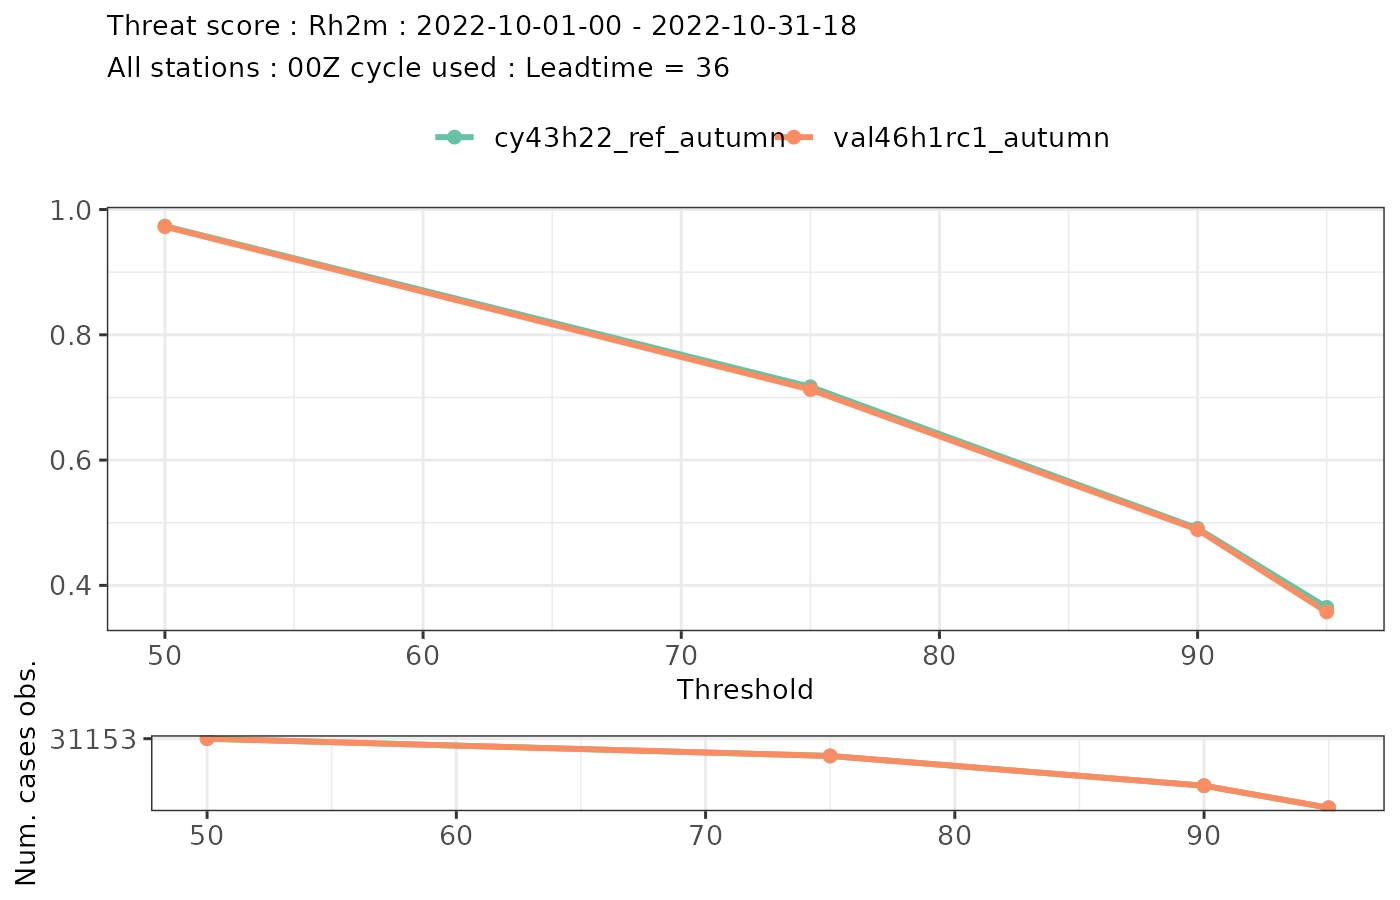 Threat score : Rh2m : 2022-10-01-00 - 2022-10-31-18
All stations : 00Z cycle used : Leadtime = 36
cy43h22_ref_autumn val46h1rc1_autumn
1.0
0.8
0.6
0.4
50 60 70 80 90
Threshold
Num. cases obs.
31153
50 60 70 80 90